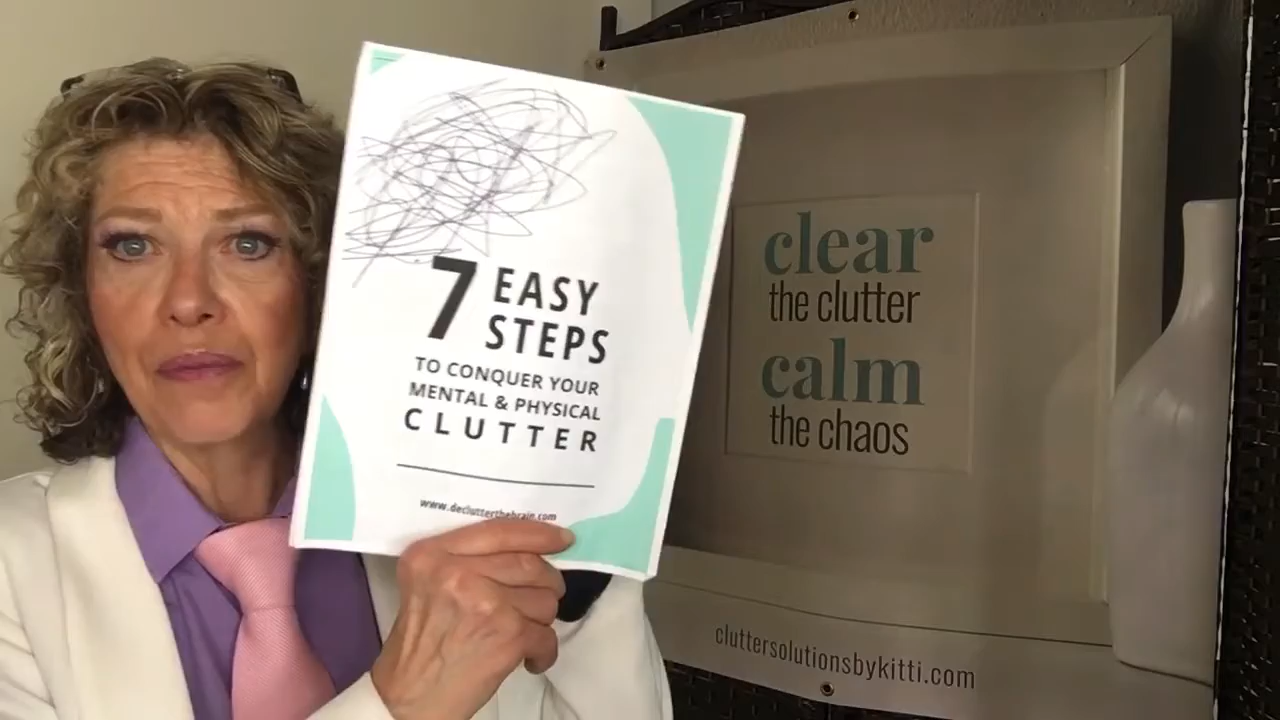 7 EASY
STEPS
TO CONQUER YOUR
MENTAL & PHYSICAL
CLUTTER
www.declutterthebrain.com
clear
the clutter
calm
the chaos
cluttersolutionsbykitti.com